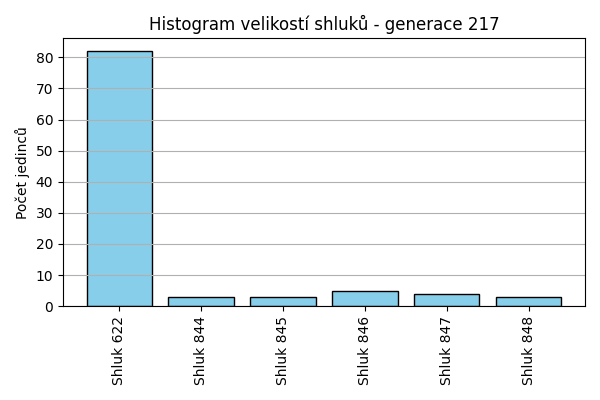 Histogram velikostí shluků - generace 217
Počet jedinců
80
70
60
50
40
30
20
10
0
Shluk 622
Shluk 844
Shluk 845
Shluk 846
Shluk 847
Shluk 848